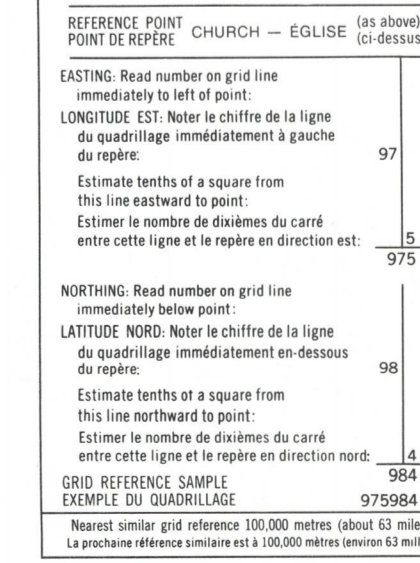 REFERENCE POINT CHURCH — ÉGLISE (as above)
POINT DE REPÈRE (ci-dessus
EASTING: Read number on grid line
immediately to left of point:
LONGITUDE EST: Noter le chiffre de la ligne
du quadrillage immédiatement à gauche
du repère: 97
Estimate tenths of a square from
this line eastward to point:
Estimer le nombre de dixièmes du carré
entre cette ligne et le repère en direction est: 5
975
NORTHING: Read number on grid line
immediately below point:
LATITUDE NORD: Noter le chiffre de la ligne
du quadrillage immédiatement en-dessous
du repère: 98
Estimate tenths of a square from
this line northward to point:
Estimer le nombre de dixièmes du carré
entre cette ligne et le repère en direction nord: 4
GRID REFERENCE SAMPLE 984
EXEMPLE DU QUADRILLAGE 975984
Nearest similar grid reference 100,000 metres (about 63 mile
La prochaine référence similaire est à 100,000 mètres (environ 63 mill